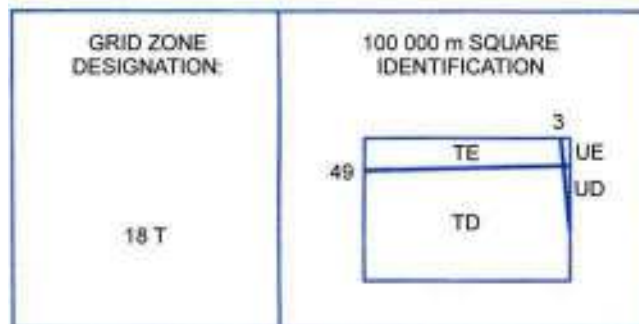 GRID ZONE
DESIGNATION:
18 T
100 000 m SQUARE
IDENTIFICATION
3
TE
UE
49
UD
TD